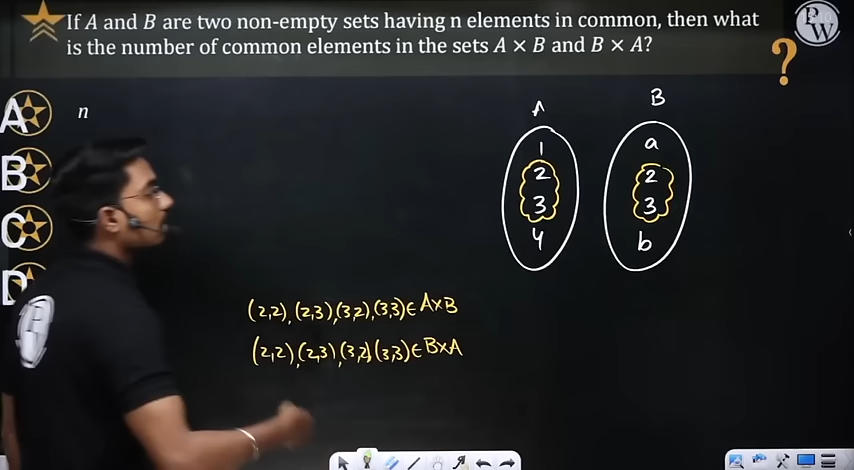 If A and B are two non-empty sets having n elements in common, then what
is the number of common elements in the sets A × B and B × A?
PW
?
A n
B
C
D
A B
1 a
2 2
3 3
4 b
(2,2), (2,3), (3,2), (3,3) ∈ A×B
(2,2), (2,3), (3,2) (3,3) ∈ B×A